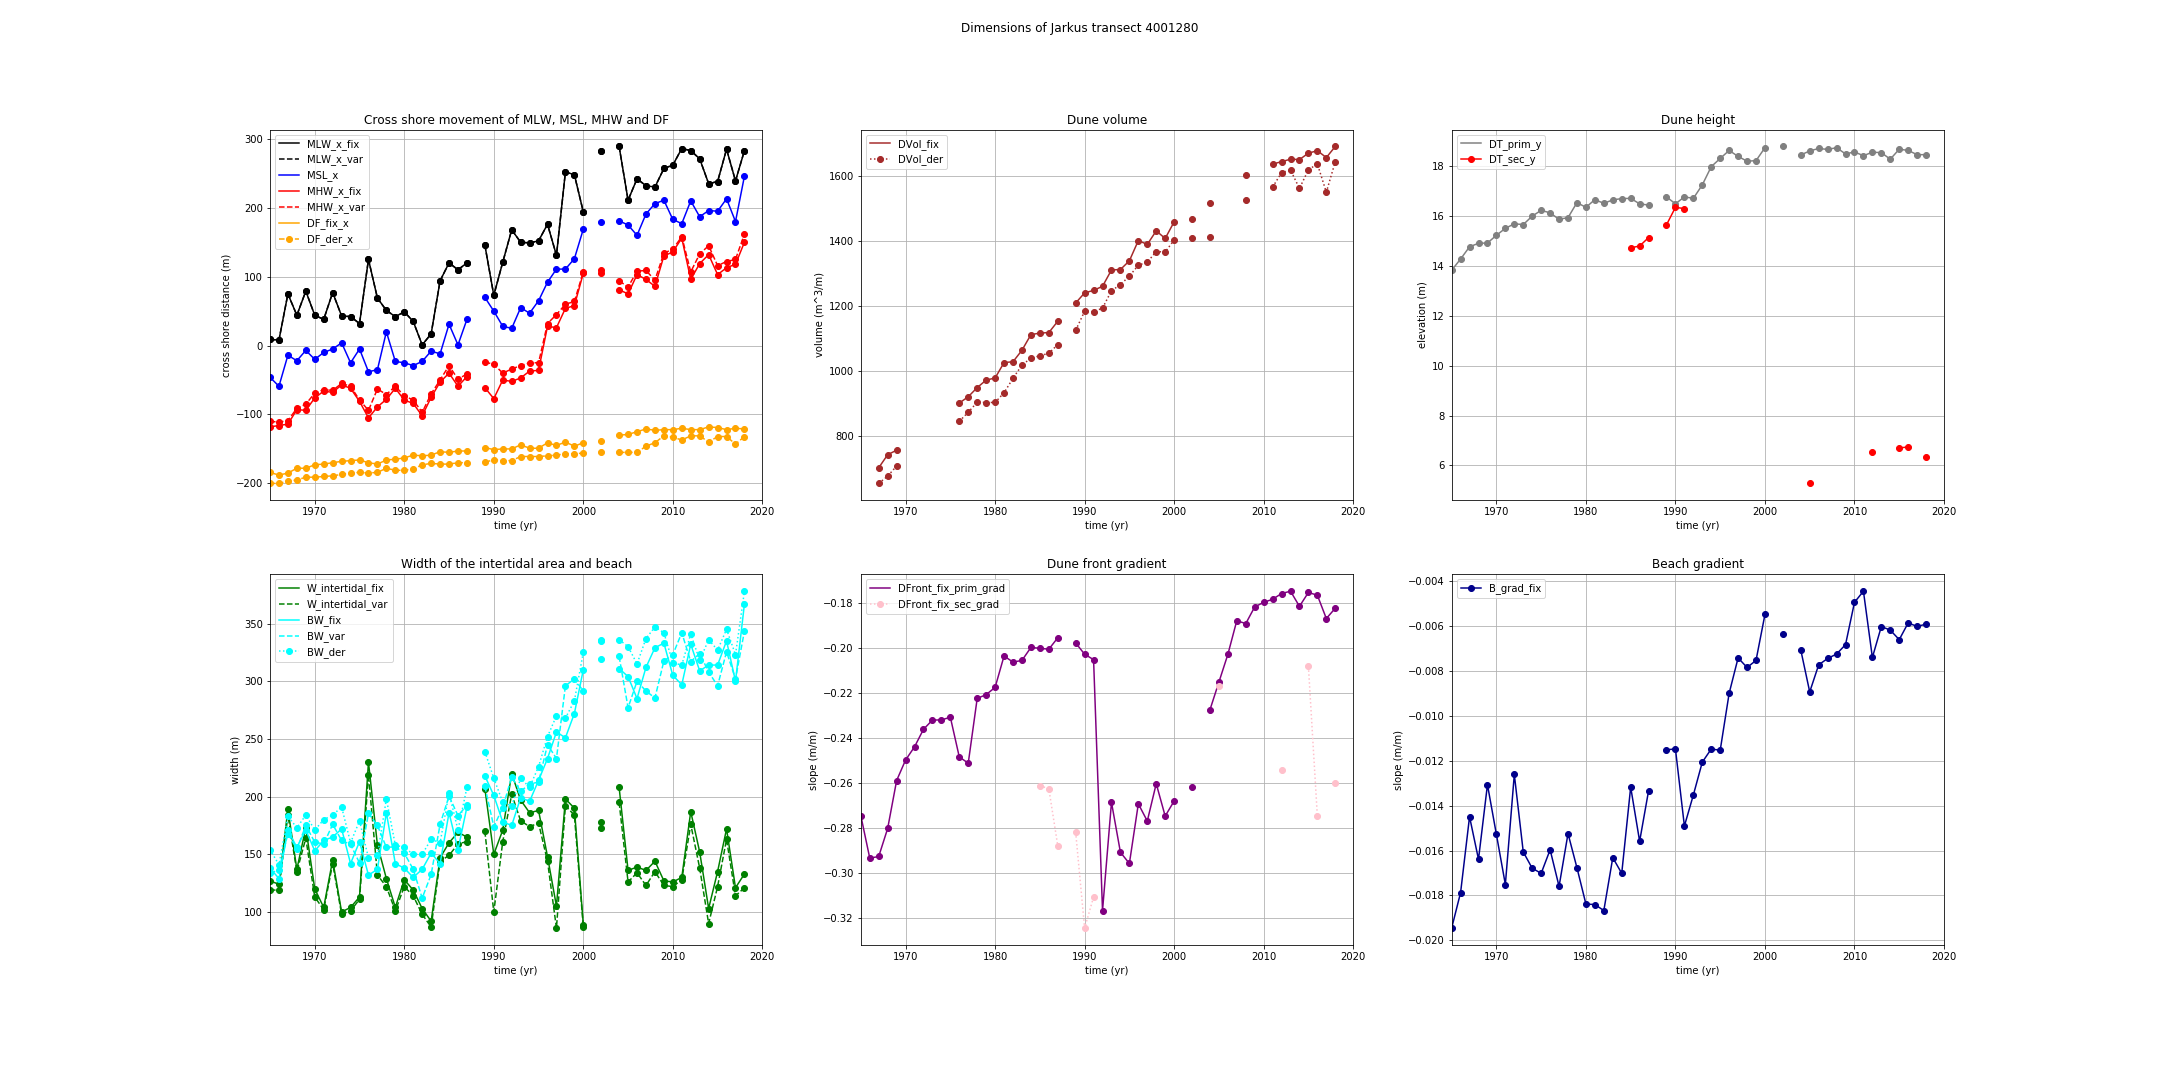 Dimensions of Jarkus transect 4001280
Cross shore movement of MLW, MSL, MHW and DF
300
200
100
0
−100
−200
cross shore distance (m)
MLW_x_fix
MLW_x_var
MSL_x
MHW_x_fix
MHW_x_var
DF_fix_x
DF_der_x
1970 1980 1990 2000 2010 2020
time (yr)
Dune volume
1600
1400
1200
1000
800
volume (m^3/m)
DVol_fix
DVol_der
1970 1980 1990 2000 2010 2020
time (yr)
Dune height
18
16
14
12
10
8
6
elevation (m)
DT_prim_y
DT_sec_y
1970 1980 1990 2000 2010 2020
time (yr)
Width of the intertidal area and beach
350
300
250
200
150
100
width (m)
W_intertidal_fix
W_intertidal_var
BW_fix
BW_var
BW_der
1970 1980 1990 2000 2010 2020
time (yr)
Dune front gradient
−0.18
−0.20
−0.22
−0.24
−0.26
−0.28
−0.30
−0.32
slope (m/m)
DFront_fix_prim_grad
DFront_fix_sec_grad
1970 1980 1990 2000 2010 2020
time (yr)
Beach gradient
−0.004
−0.006
−0.008
−0.010
−0.012
−0.014
−0.016
−0.018
−0.020
slope (m/m)
B_grad_fix
1970 1980 1990 2000 2010 2020
time (yr)